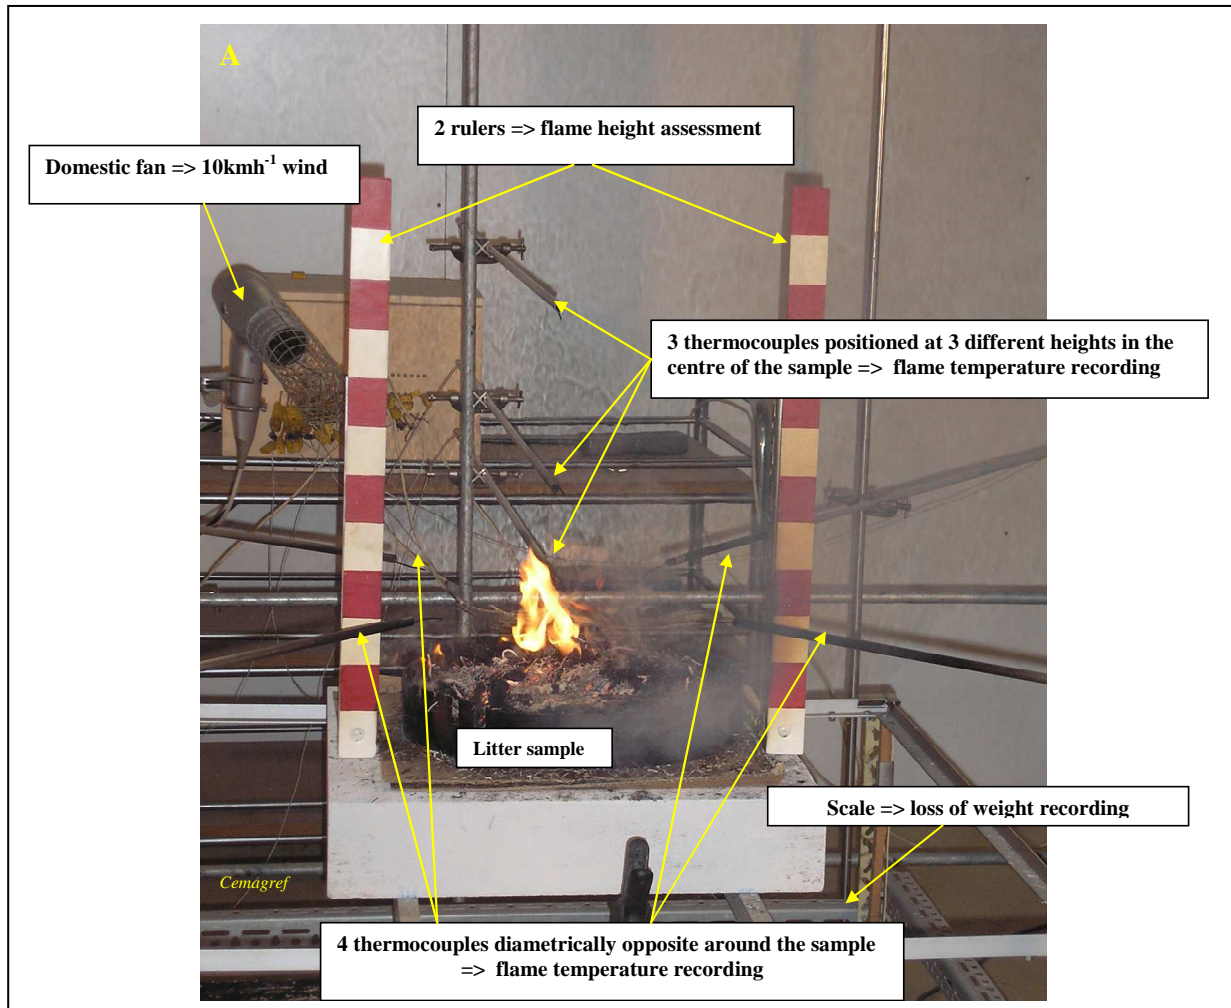 A
2 rulers => flame height assessment
Domestic fan => 10kmh⁻¹ wind
3 thermocouples positioned at 3 different heights in the
centre of the sample => flame temperature recording
Litter sample
Scale => loss of weight recording
Cemagref
4 thermocouples diametrically opposite around the sample
=> flame temperature recording